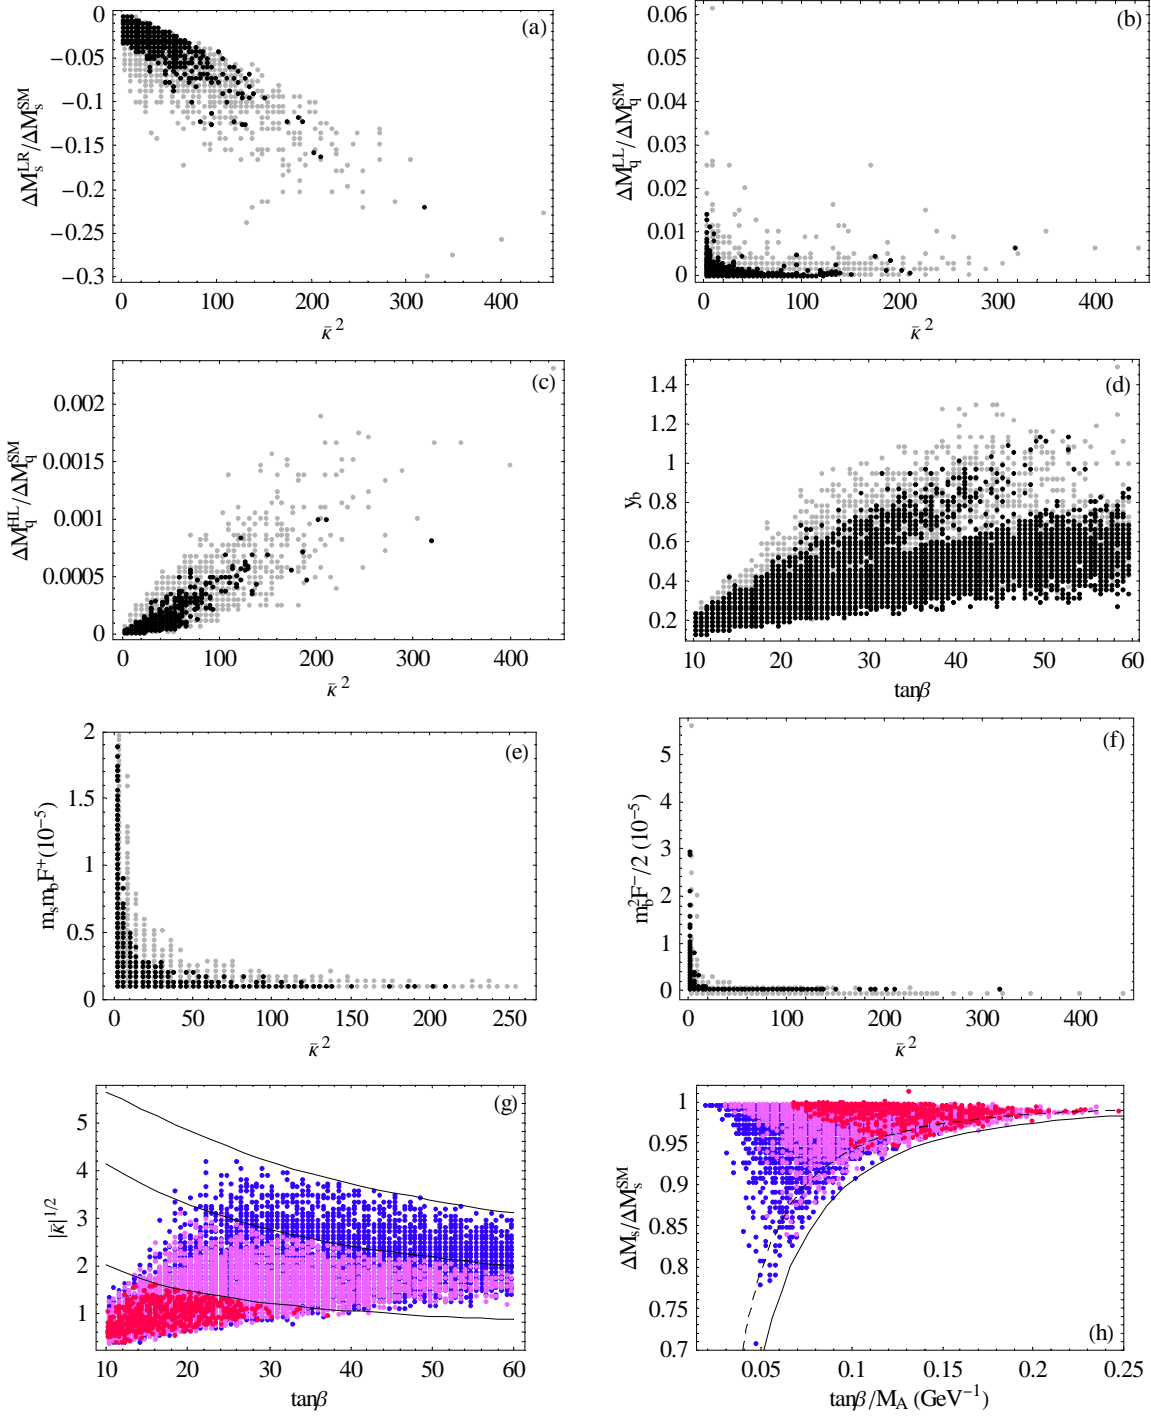 (a)
0
−0.05
−0.1
−0.15
−0.2
−0.25
−0.3
ΔM_s^LR/ΔM_s^SM
0 100 200 300 400
κ̄ 2
(b)
0.06
0.05
0.04
0.03
0.02
0.01
0
ΔM_q^LL/ΔM_q^SM
0 100 200 300 400
κ̄ 2
(c)
0.002
0.0015
0.001
0.0005
0
ΔM_q^HL/ΔM_q^SM
0 100 200 300 400
κ̄ 2
(d)
1.4
1.2
1
0.8
0.6
0.4
0.2
y_b
10 20 30 40 50 60
tanβ
(e)
2
1.5
1
0.5
0
m_s m_b F^+ (10^−5)
0 50 100 150 200 250
κ̄ 2
(f)
5
4
3
2
1
0
m_b^2 F^−/2 (10^−5)
0 100 200 300 400
κ̄ 2
(g)
5
4
3
2
1
|κ̄|^1/2
10 20 30 40 50 60
tanβ
(h)
1
0.95
0.9
0.85
0.8
0.75
0.7
ΔM_s/ΔM_s^SM
0.05 0.1 0.15 0.2 0.25
tanβ/M_A (GeV^−1)